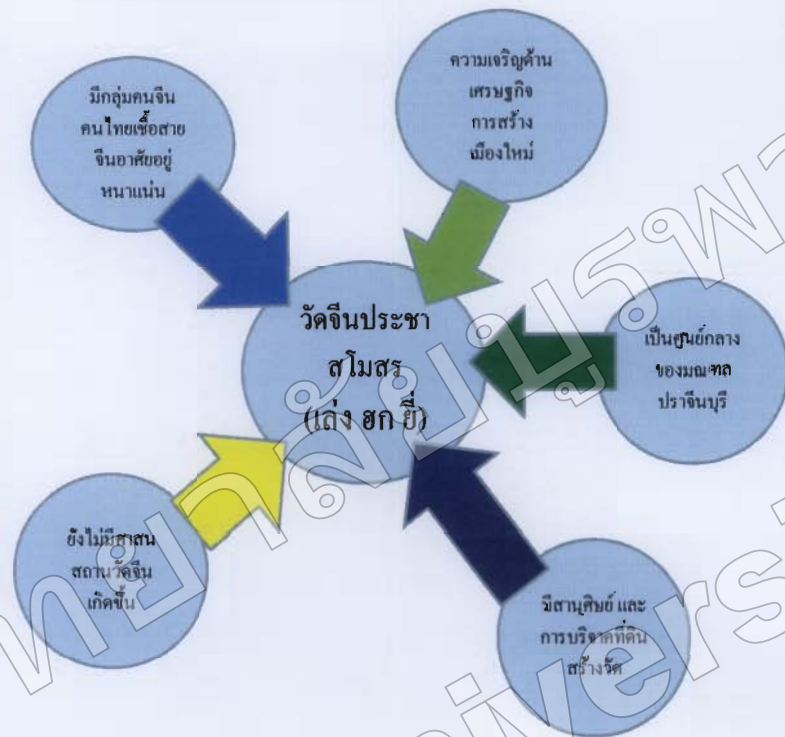 มีกลุ่มคนจีน
คนไทยเชื้อสาย
จีนอาศัยอยู่
หนาแน่น
ความเจริญด้าน
เศรษฐกิจ
การสร้าง
เมืองใหม่
วัดจีนประชา
สโมสร
(เล่ง ฮก ยี่)
เป็นศูนย์กลาง
ของมณฑล
ปราจีนบุรี
ยังไม่มีศาสน
สถานวัดจีน
เกิดขึ้น
มีสานุศิษย์ และ
การบริจาคที่ดิน
สร้างวัด